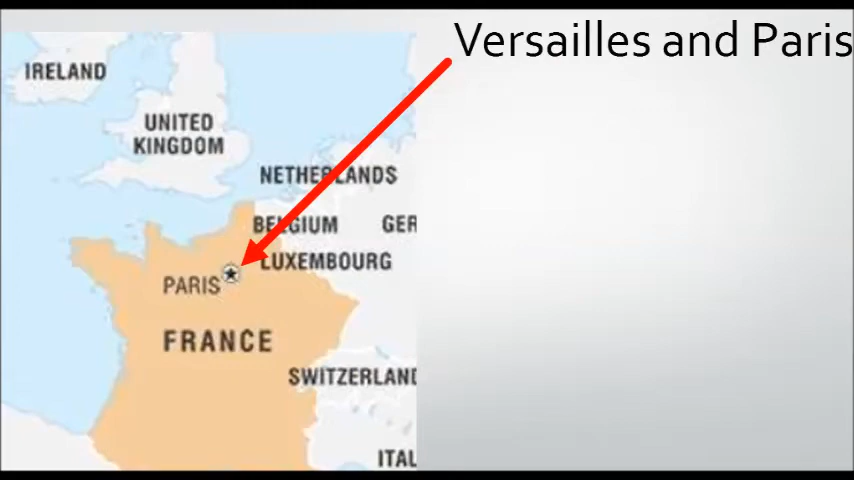 Versailles and Paris
IRELAND
UNITED
KINGDOM
NETHERLANDS
BELGIUM
GER
LUXEMBOURG
PARIS
FRANCE
SWITZERLAND
ITAL